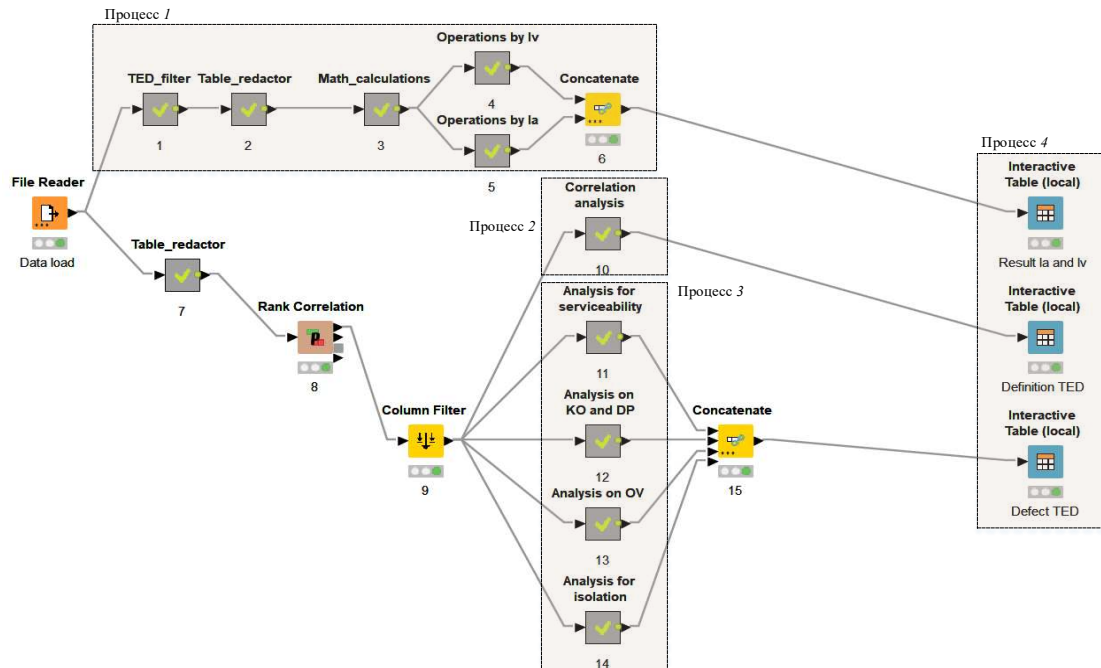 Процесс 1
Operations by Iv
4
TED_filter
1
Table_redactor
2
Math_calculations
3
Operations by Ia
5
Concatenate
6
File Reader
Data load
Table_redactor
7
Rank Correlation
8
Column Filter
9
Процесс 2
Correlation
analysis
10
Процесс 3
Analysis for
serviceability
11
Analysis on
KO and DP
12
Analysis on OV
13
Analysis for
isolation
14
Concatenate
15
Процесс 4
Interactive
Table (local)
Result Ia and Iv
Interactive
Table (local)
Definition TED
Interactive
Table (local)
Defect TED